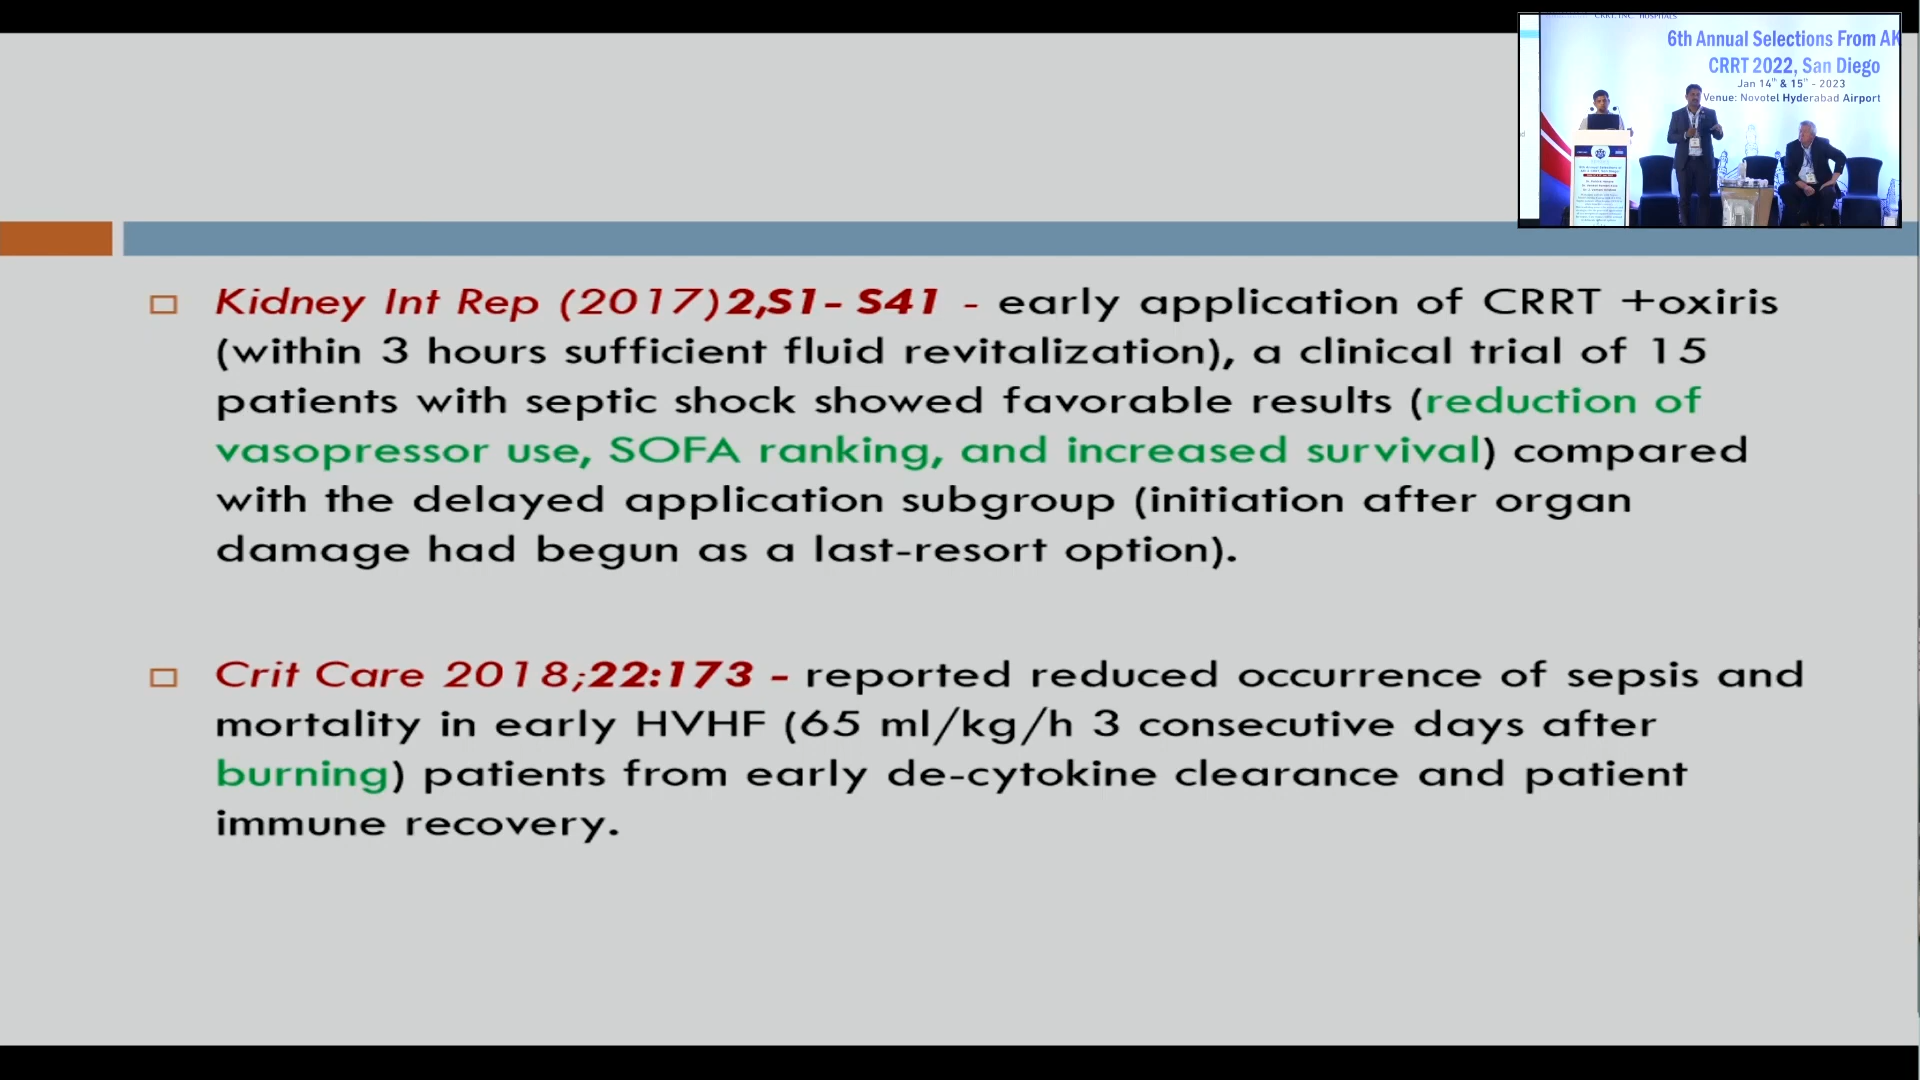 CRRT. INC. HOSPITALS
6th Annual Selections From AK
CRRT 2022, San Diego
Jan 14th & 15th - 2023
Venue: Novotel Hyderabad Airport
Kidney Int Rep (2017)2,S1- S41 - early application of CRRT +oxiris
(within 3 hours sufficient fluid revitalization), a clinical trial of 15
patients with septic shock showed favorable results (reduction of
vasopressor use, SOFA ranking, and increased survival) compared
with the delayed application subgroup (initiation after organ
damage had begun as a last-resort option).
Crit Care 2018;22:173 - reported reduced occurrence of sepsis and
mortality in early HVHF (65 ml/kg/h 3 consecutive days after
burning) patients from early de-cytokine clearance and patient
immune recovery.